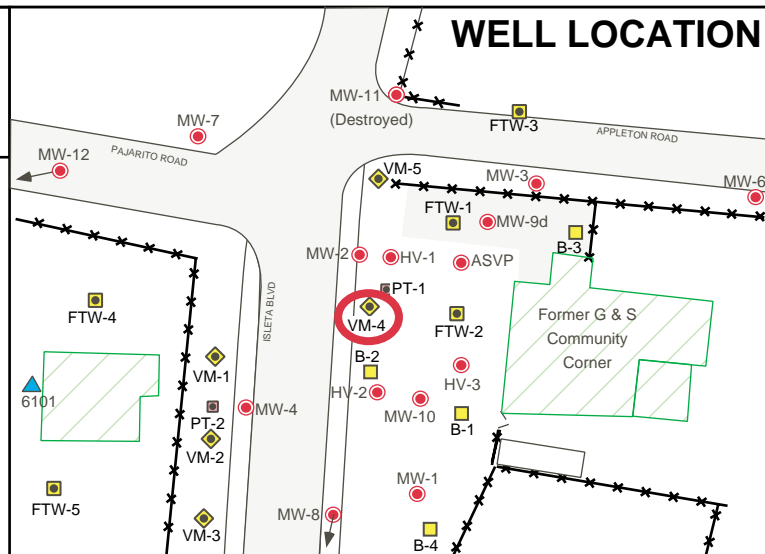 WELL LOCATION
MW-11
(Destroyed)
MW-7
FTW-3
APPLETON ROAD
PAJARITO ROAD
MW-12
VM-5
MW-3
MW-6
FTW-1
MW-9d
B-3
MW-2
HV-1
ASVP
PT-1
ISLETA BLVD
FTW-4
VM-4
FTW-2
Former G & S
Community
Corner
B-2
VM-1
HV-3
6101
HV-2
MW-10
PT-2
MW-4
B-1
VM-2
MW-1
FTW-5
MW-8
VM-3
B-4